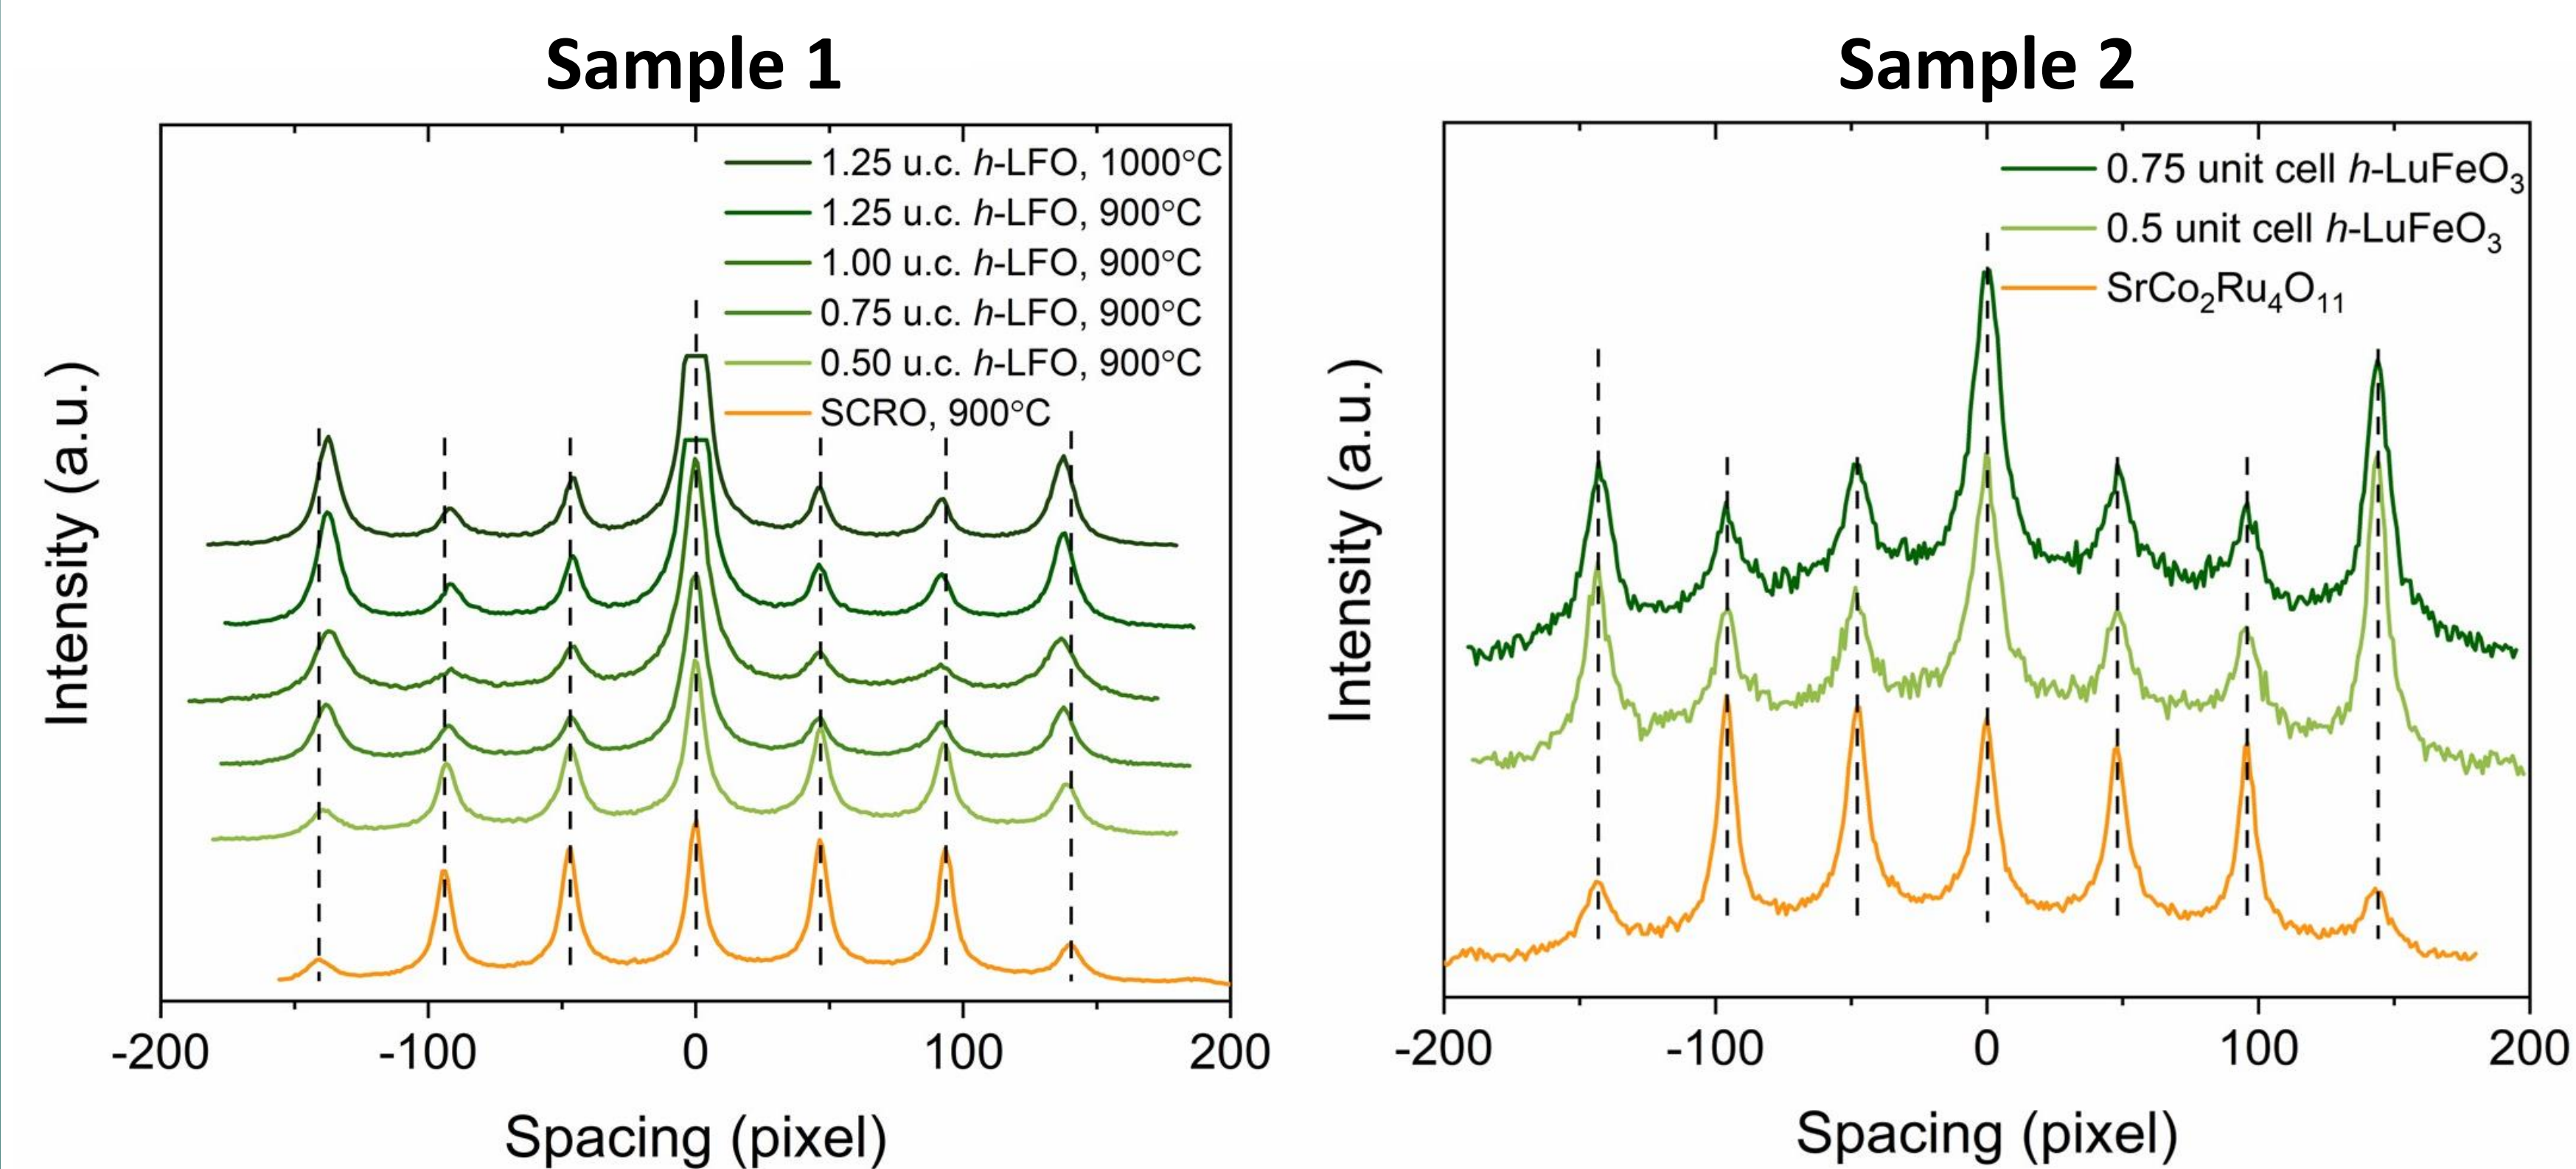 Sample 1
1.25 u.c. h-LFO, 1000°C
1.25 u.c. h-LFO, 900°C
1.00 u.c. h-LFO, 900°C
0.75 u.c. h-LFO, 900°C
0.50 u.c. h-LFO, 900°C
SCRO, 900°C
Intensity (a.u.)
-200 -100 0 100 200
Spacing (pixel)
Sample 2
0.75 unit cell h-LuFeO₃
0.5 unit cell h-LuFeO₃
SrCo₂Ru₄O₁₁
Intensity (a.u.)
-200 -100 0 100 200
Spacing (pixel)